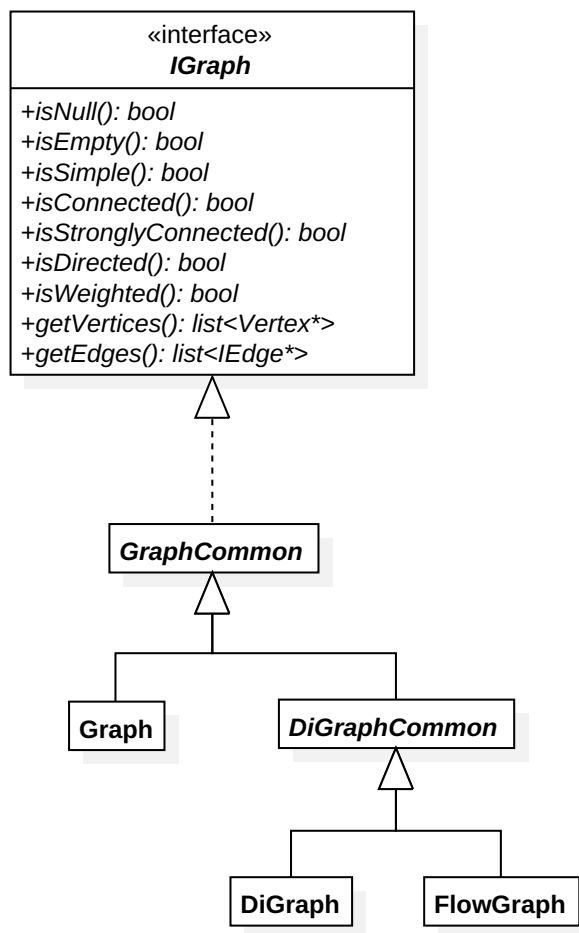 «interface»
IGraph
+isNull(): bool
+isEmpty(): bool
+isSimple(): bool
+isConnected(): bool
+isStronglyConnected(): bool
+isDirected(): bool
+isWeighted(): bool
+getVertices(): list<Vertex*>
+getEdges(): list<IEdge*>
GraphCommon
Graph
DiGraphCommon
DiGraph
FlowGraph